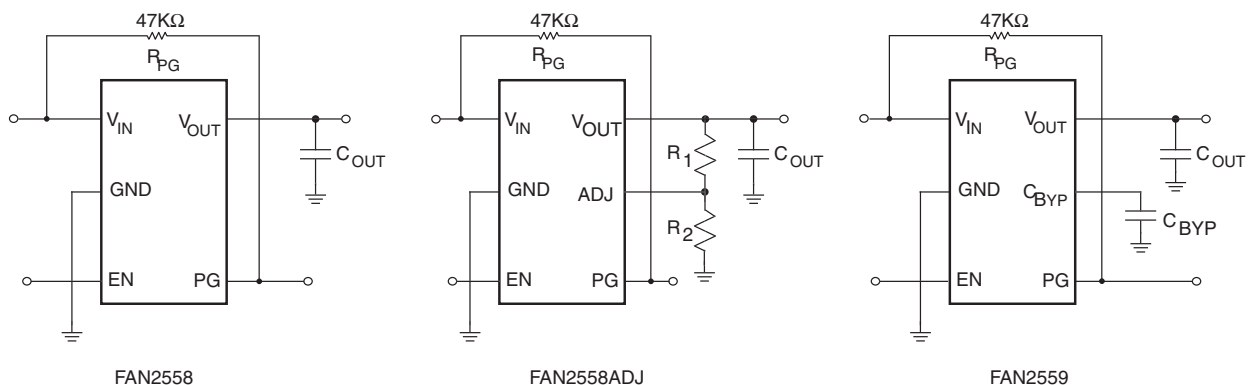 47KΩ
RPG
VIN
VOUT
COUT
GND
EN
PG
FAN2558
47KΩ
RPG
VIN
VOUT
R1
COUT
ADJ
GND
R2
EN
PG
FAN2558ADJ
47KΩ
RPG
VIN
VOUT
COUT
GND
CBYP
CBYP
EN
PG
FAN2559